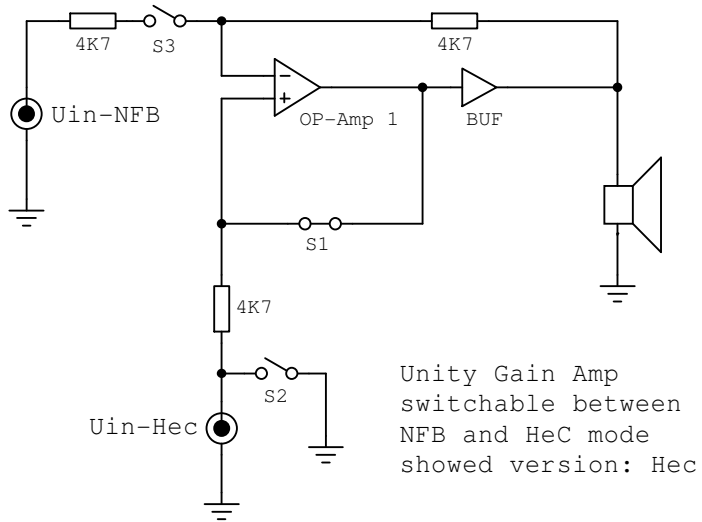 4K7
S3
4K7
Uin-NFB
−
+
OP-Amp 1
BUF
S1
4K7
S2
Uin-Hec
Unity Gain Amp
switchable between
NFB and HeC mode
showed version: Hec